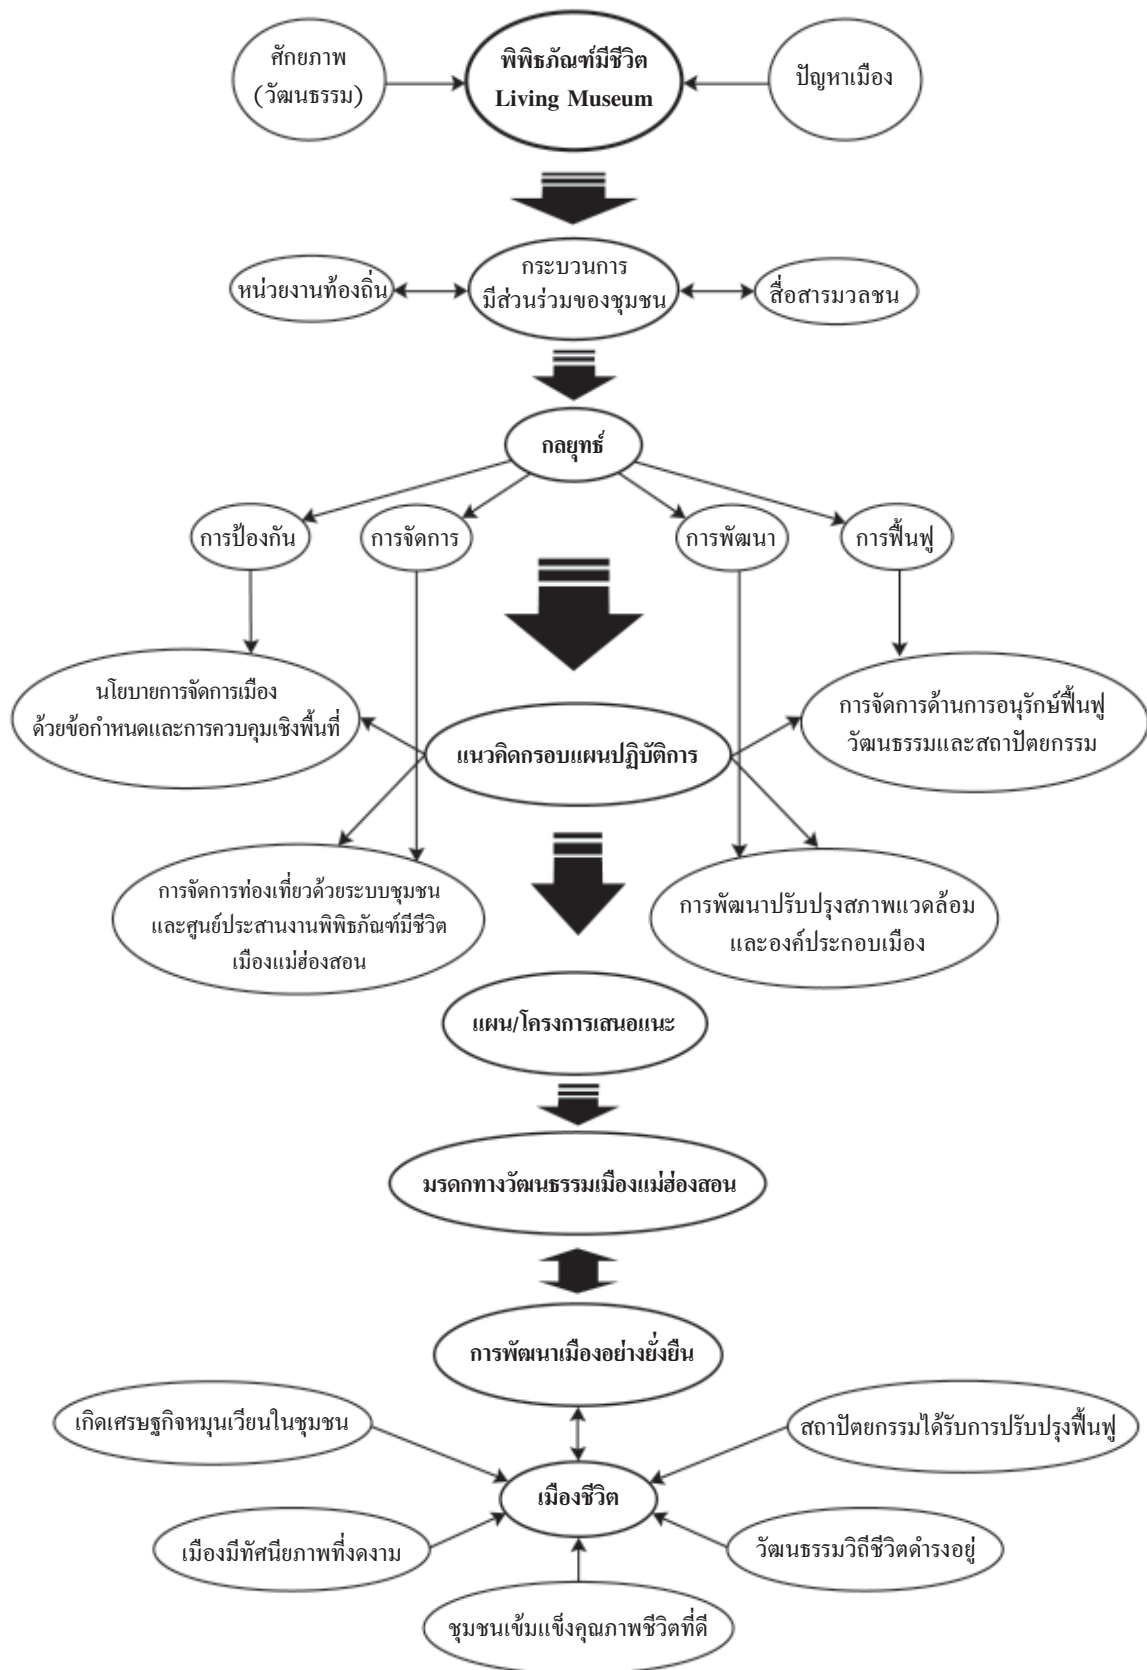 ศักยภาพ
(วัฒนธรรม)
พิพิธภัณฑ์มีชีวิต
Living Museum
ปัญหาเมือง
หน่วยงานท้องถิ่น
กระบวนการ
มีส่วนร่วมของชุมชน
สื่อสารมวลชน
กลยุทธ์
การป้องกัน
การจัดการ
การพัฒนา
การฟื้นฟู
นโยบายการจัดการเมือง
ด้วยข้อกำหนดและการควบคุมเชิงพื้นที่
แนวคิดกรอบแผนปฏิบัติการ
การจัดการด้านการอนุรักษ์ฟื้นฟู
วัฒนธรรมและสถาปัตยกรรม
การจัดการท่องเที่ยวด้วยระบบชุมชน
และศูนย์ประสานงานพิพิธภัณฑ์มีชีวิต
เมืองแม่ฮ่องสอน
การพัฒนาปรับปรุงสภาพแวดล้อม
และองค์ประกอบเมือง
แผน/โครงการเสนอแนะ
มรดกทางวัฒนธรรมเมืองแม่ฮ่องสอน
การพัฒนาเมืองอย่างยั่งยืน
เกิดเศรษฐกิจหมุนเวียนในชุมชน
สถาปัตยกรรมได้รับการปรับปรุงฟื้นฟู
เมืองชีวิต
เมืองมีทัศนียภาพที่งดงาม
วัฒนธรรมวิถีชีวิตดำรงอยู่
ชุมชนเข้มแข็งคุณภาพชีวิตที่ดี